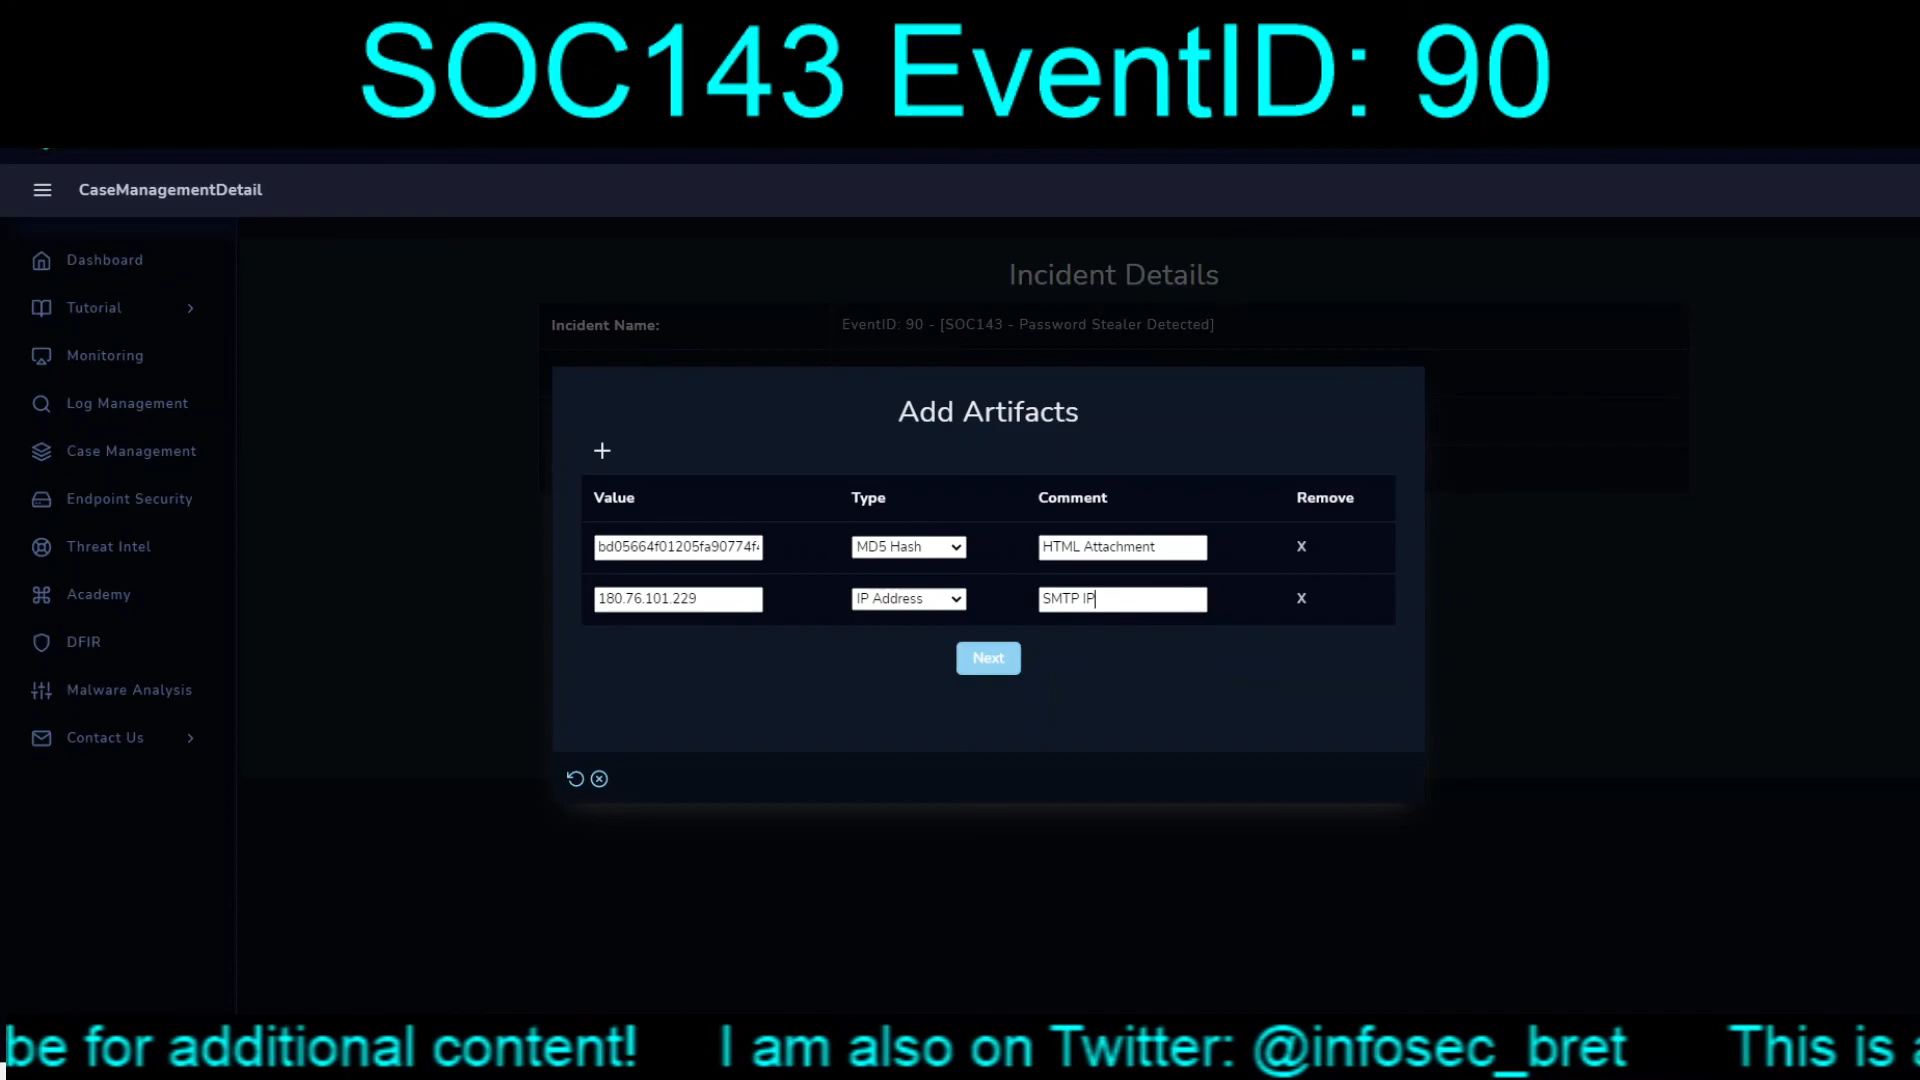 SOC143 EventID: 90
CaseManagementDetail
Dashboard
Tutorial
Monitoring
Log Management
Case Management
Endpoint Security
Threat Intel
Academy
DFIR
Malware Analysis
Contact Us
Incident Details
Incident Name: EventID: 90 - [SOC143 - Password Stealer Detected]
Add Artifacts
Value Type Comment Remove
bd05664f01205fa90774f MD5 Hash HTML Attachment X
180.76.101.229 IP Address SMTP IP X
Next
be for additional content! I am also on Twitter: @infosec_bret This is